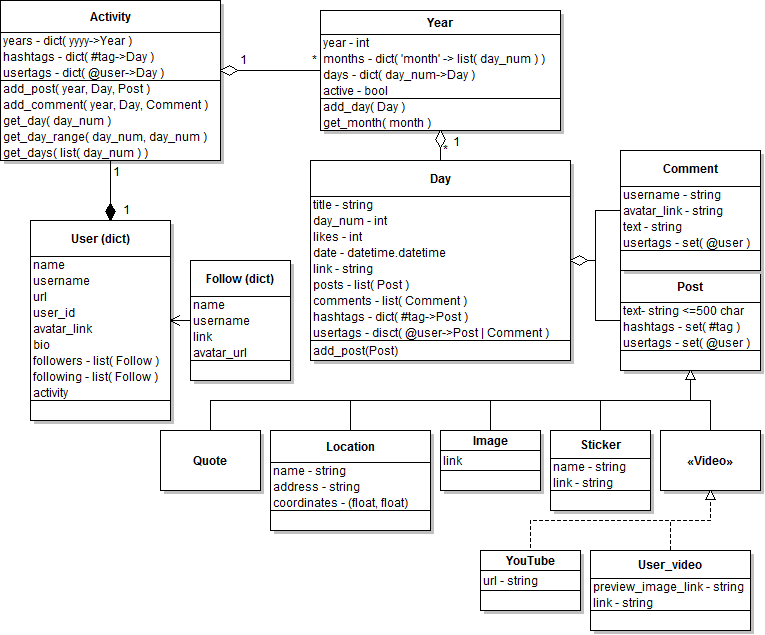 Activity
years - dict( yyyy->Year )
hashtags - dict( #tag->Day )
usertags - dict( @user->Day )
add_post( year, Day, Post )
add_comment( year, Day, Comment )
get_day( day_num )
get_day_range( day_num, day_num )
get_days( list( day_num ) )
1
*
Year
year - int
months - dict( 'month' -> list( day_num ) )
days - dict( day_num->Day )
active - bool
add_day( Day )
get_month( month )
1
*
1
1
Day
title - string
day_num - int
likes - int
date - datetime.datetime
link - string
posts - list( Post )
comments - list( Comment )
hashtags - dict( #tag->Post )
usertags - disct( @user->Post | Comment )
add_post(Post)
Comment
username - string
avatar_link - string
text - string
usertags - set( @user )
Post
text- string <=500 char
hashtags - set( #tag )
usertags - set( @user )
User (dict)
name
username
url
user_id
avatar_link
bio
followers - list( Follow )
following - list( Follow )
activity
Follow (dict)
name
username
link
avatar_url
Quote
Location
name - string
address - string
coordinates - (float, float)
Image
link
Sticker
name - string
link - string
«Video»
YouTube
url - string
User_video
preview_image_link - string
link - string